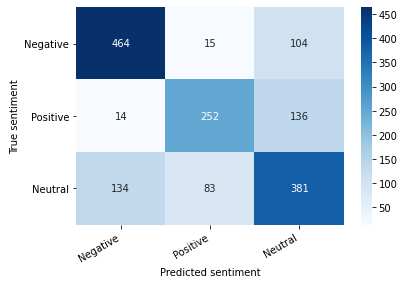 Negative 464 15 104
Positive 14 252 136
Neutral 134 83 381
Negative Positive Neutral
True sentiment
Predicted sentiment
450
400
350
300
250
200
150
100
50